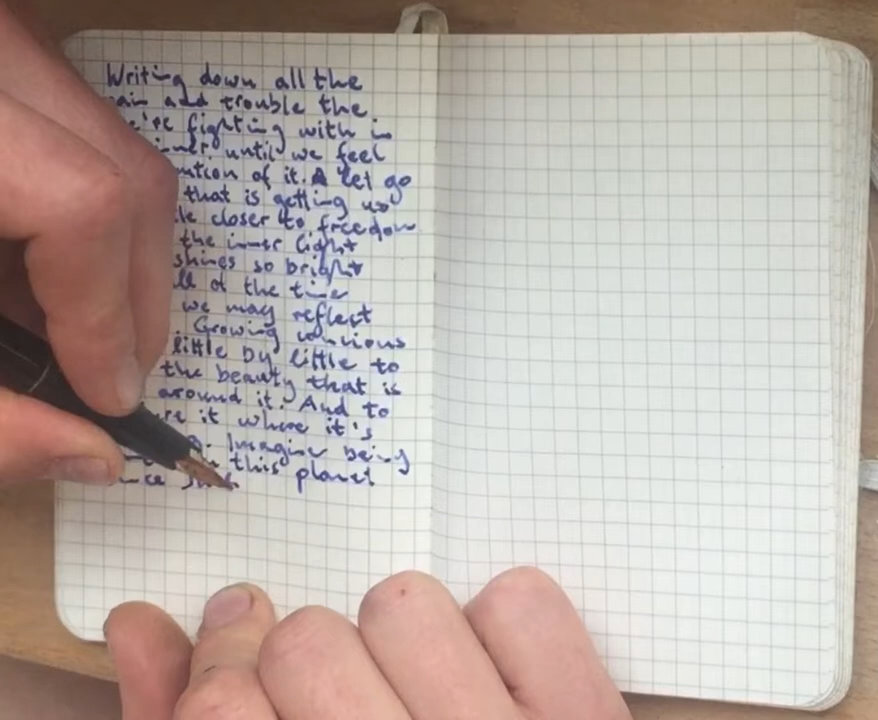 Writing down all the
and trouble the
fighting with in
until we feel
of it. A let go
that is getting us
closer to freedom
the inner light
so bright
of the time
we may reflect
Growing conscious
little by little to
the beauty that is
around it. And to
it where it's
Imagine being
this planet